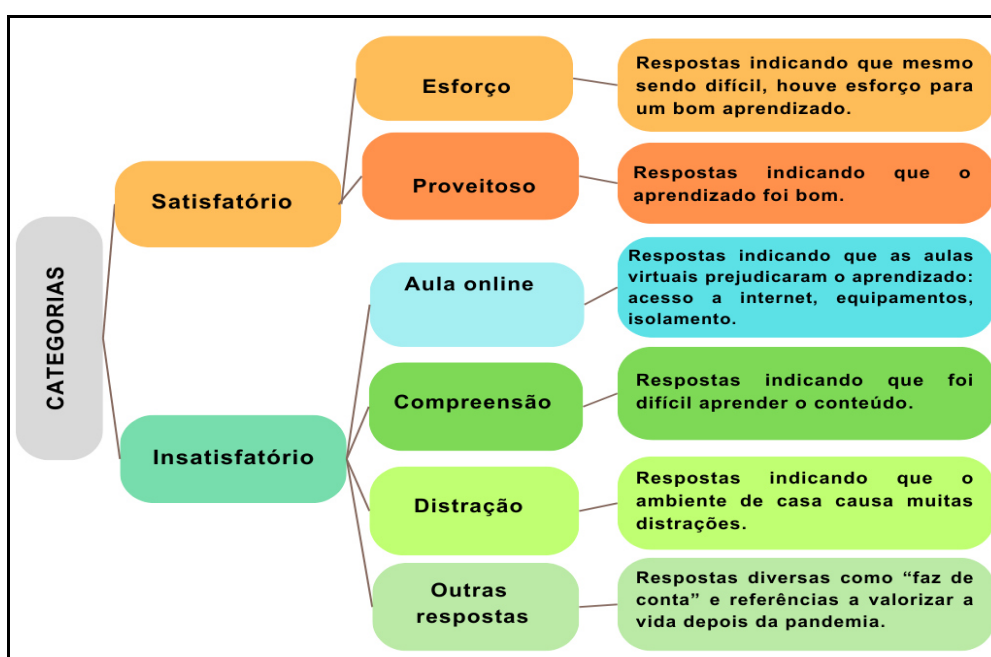 CATEGORIAS
Satisfatório
Esforço
Respostas indicando que mesmo
sendo difícil, houve esforço para
um bom aprendizado.
Proveitoso
Respostas indicando que o
aprendizado foi bom.
Insatisfatório
Aula online
Respostas indicando que as aulas
virtuais prejudicaram o aprendizado:
acesso a internet, equipamentos,
isolamento.
Compreensão
Respostas indicando que foi
difícil aprender o conteúdo.
Distração
Respostas indicando que o
ambiente de casa causa muitas
distrações.
Outras
respostas
Respostas diversas como “faz de
conta” e referências a valorizar a
vida depois da pandemia.